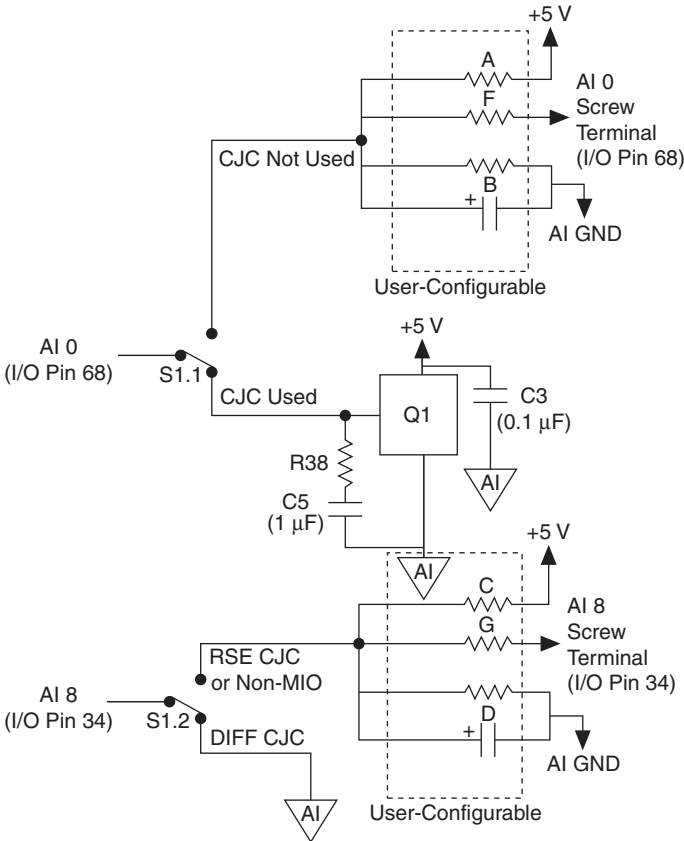 +5 V
A
F
AI 0
Screw
Terminal
(I/O Pin 68)
CJC Not Used
B
+
AI GND
User-Configurable
+5 V
AI 0
(I/O Pin 68)
S1.1
CJC Used
Q1
C3
(0.1 μF)
R38
AI
C5
(1 μF)
+5 V
AI
C
G
AI 8
Screw
Terminal
(I/O Pin 34)
RSE CJC
or Non-MIO
AI 8
(I/O Pin 34)
S1.2
D
+
DIFF CJC
AI GND
AI
User-Configurable